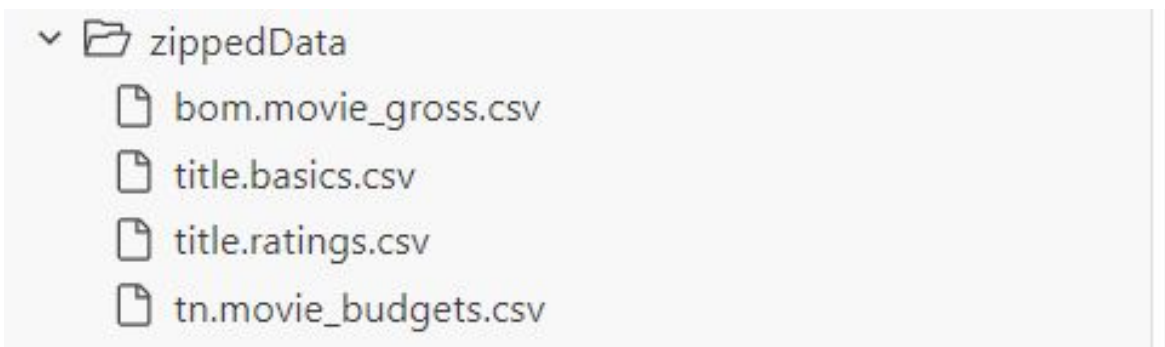 zippedData
bom.movie_gross.csv
title.basics.csv
title.ratings.csv
tn.movie_budgets.csv